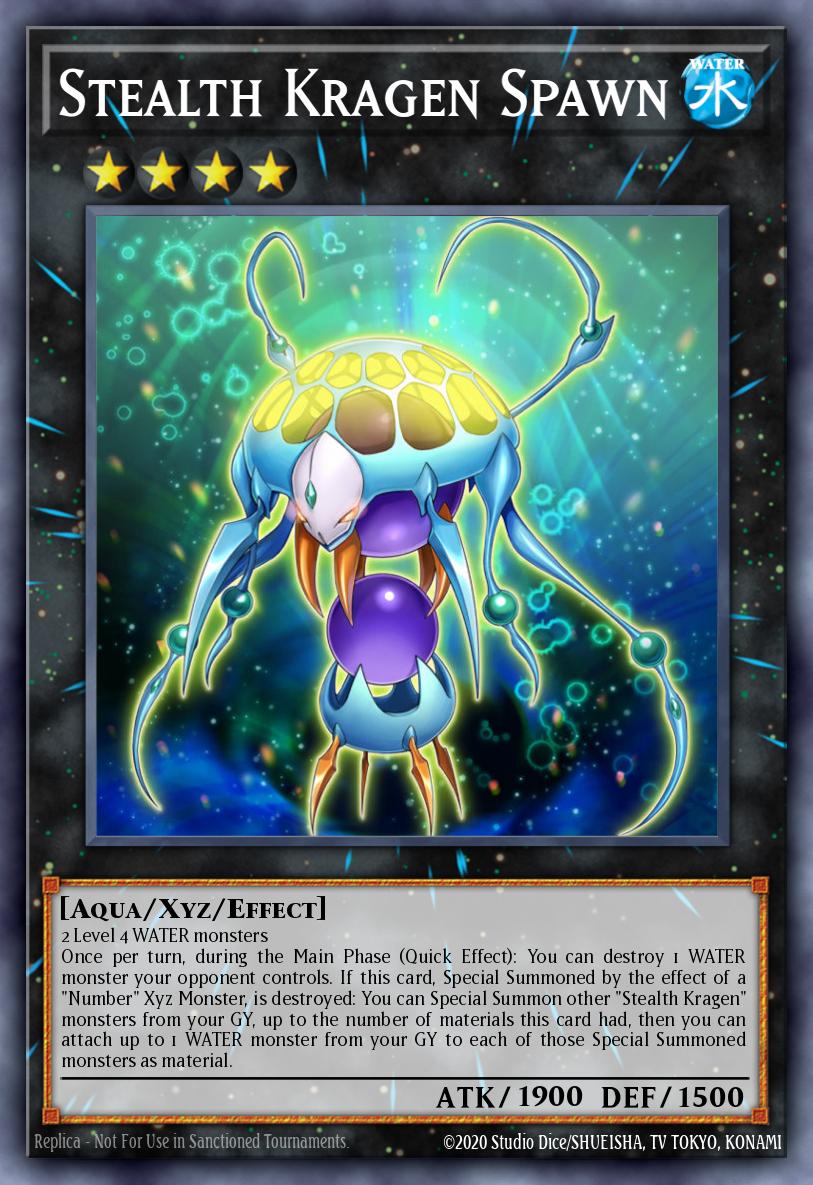 Stealth Kragen Spawn
WATER
水
[Aqua/Xyz/Effect]
2 Level 4 WATER monsters
Once per turn, during the Main Phase (Quick Effect): You can destroy 1 WATER
monster your opponent controls. If this card, Special Summoned by the effect of a
"Number" Xyz Monster, is destroyed: You can Special Summon other "Stealth Kragen"
monsters from your GY, up to the number of materials this card had, then you can
attach up to 1 WATER monster from your GY to each of those Special Summoned
monsters as material.
ATK/1900 DEF/1500
Replica - Not For Use in Sanctioned Tournaments.
©2020 Studio Dice/SHUEISHA, TV TOKYO, KONAMI